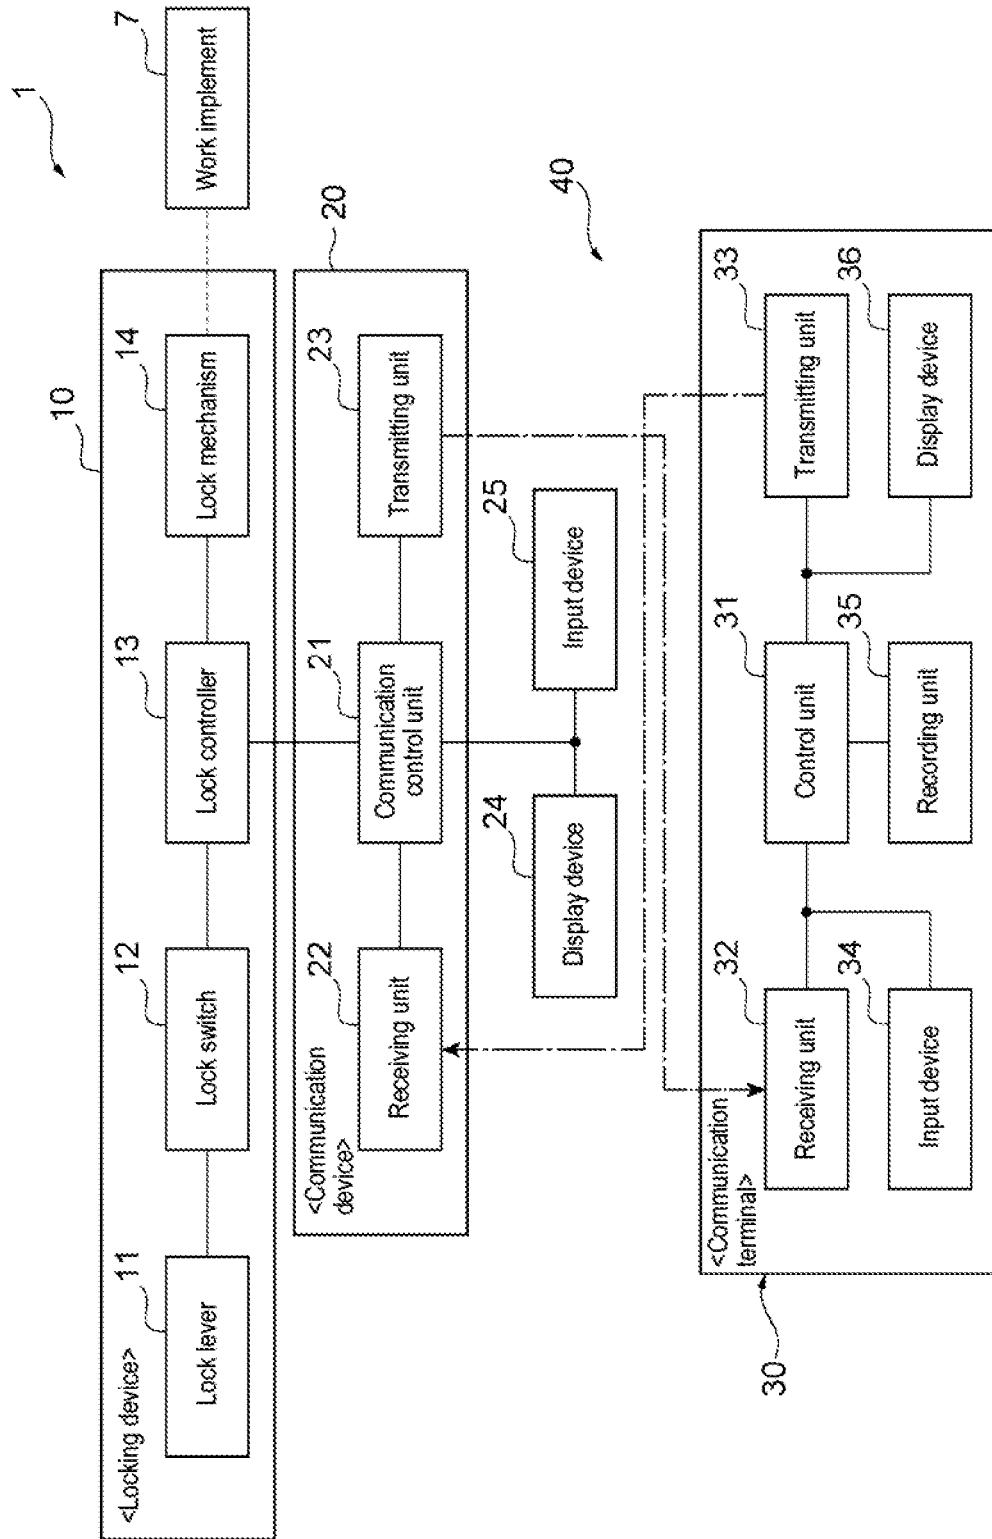 1
7
Work implement
10
<Locking device>
11
Lock lever
12
Lock switch
13
Lock controller
14
Lock mechanism
20
<Communication
device>
22
Receiving unit
21
Communication
control unit
23
Transmitting unit
24
Display device
25
Input device
40
30
<Communication
terminal>
32
Receiving unit
31
Control unit
33
Transmitting unit
34
Input device
35
Recording unit
36
Display device